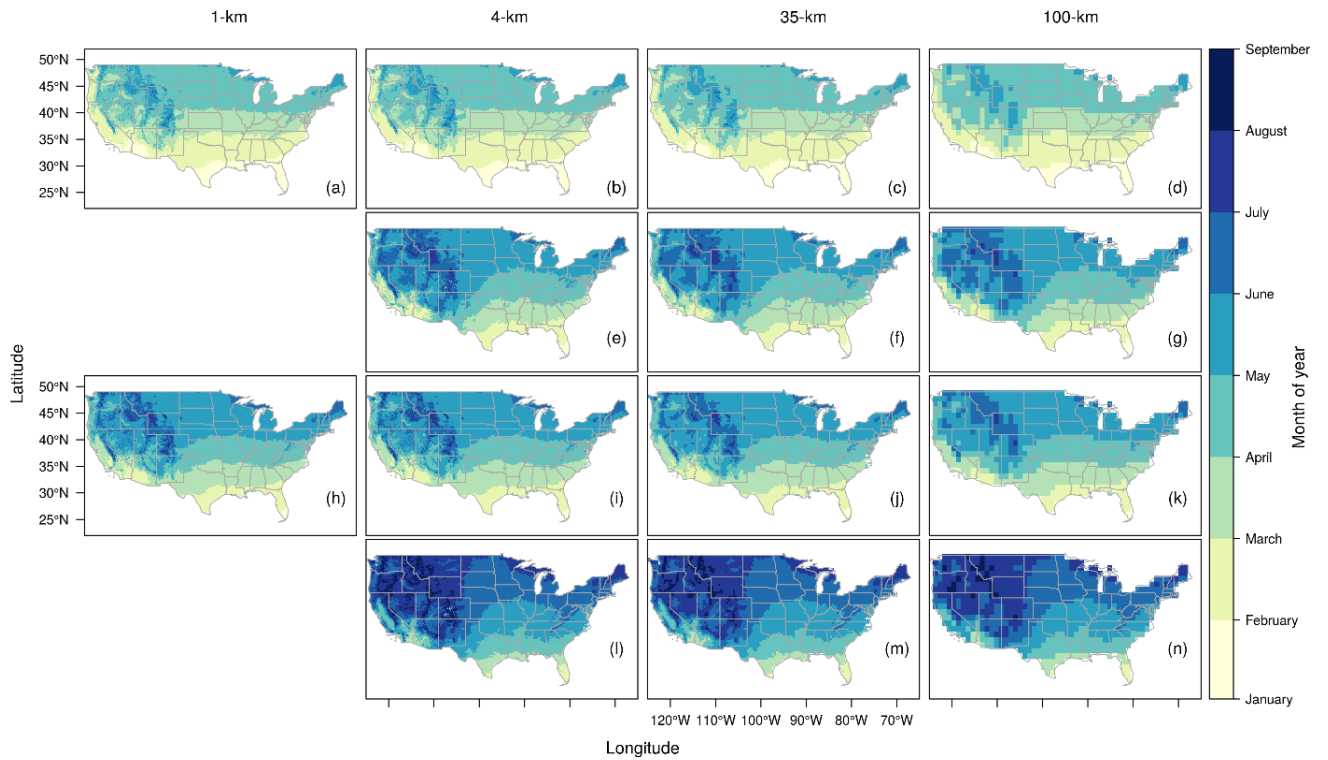 1-km 4-km 35-km 100-km
50°N
45°N
40°N
35°N
30°N
25°N
(a) (b) (c) (d)
(e) (f) (g)
50°N
45°N
40°N
35°N
30°N
25°N
(h) (i) (j) (k)
(l) (m) (n)
120°W 110°W 100°W 90°W 80°W 70°W
Longitude
Latitude
September
August
July
June
May
April
March
February
January
Month of year